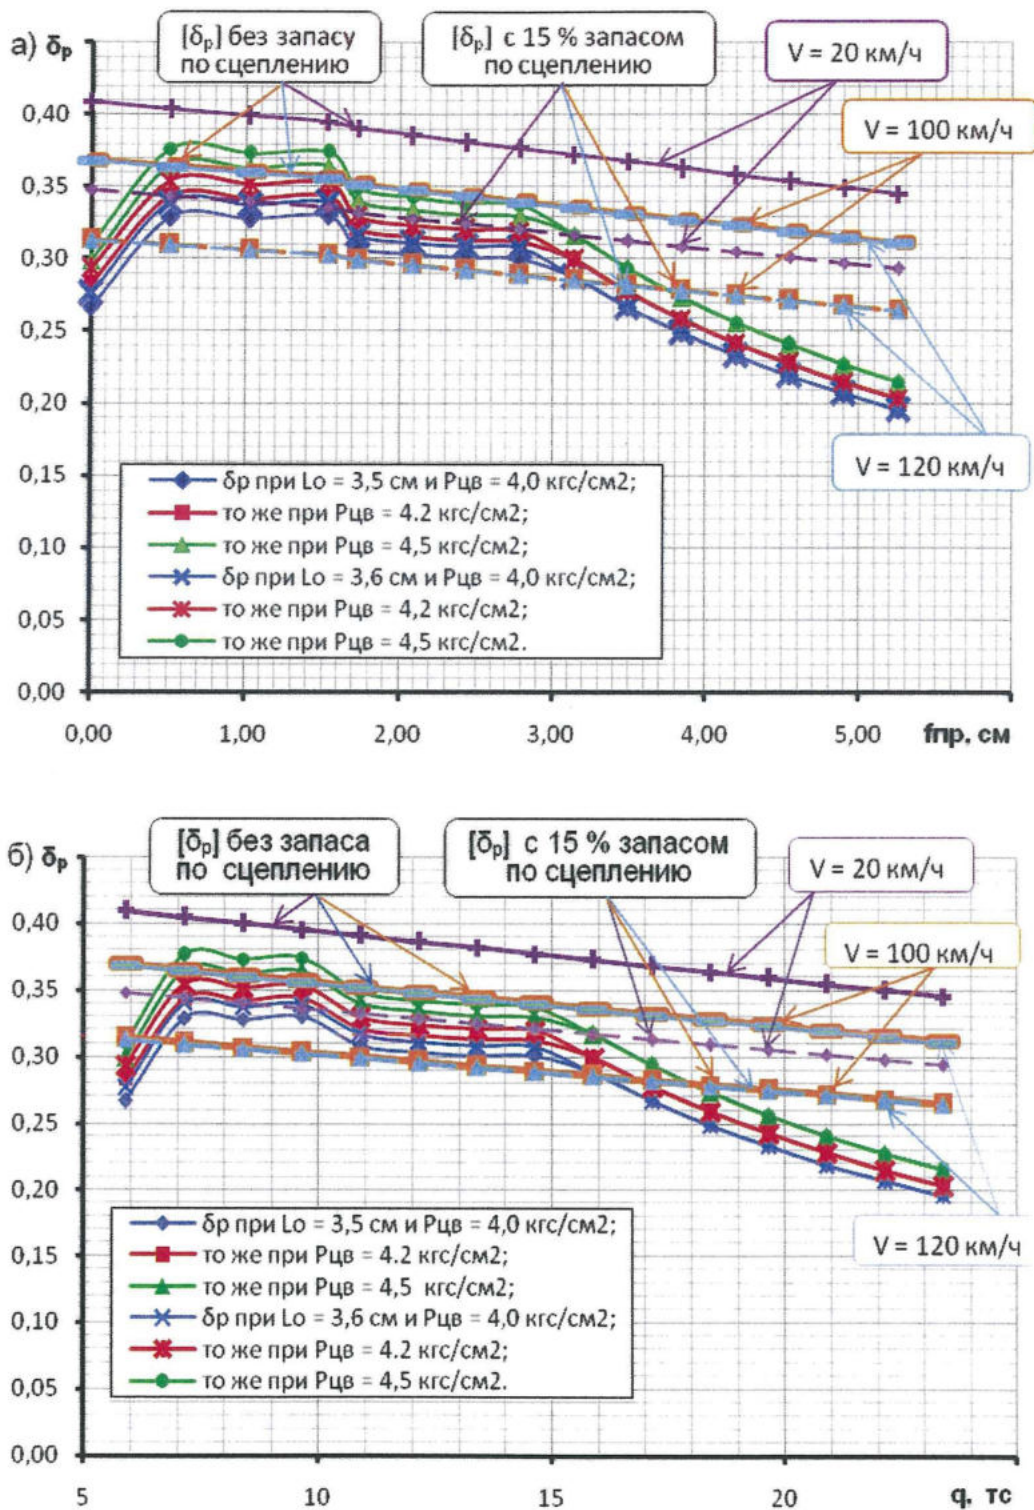 а) δр
[δр] без запасу
по сцеплению
[δр] с 15 % запасом
по сцеплению
V = 20 км/ч
V = 100 км/ч
V = 120 км/ч
0,40
0,35
0,30
0,25
0,20
0,15
0,10
0,05
0,00
δр при Lo = 3,5 см и Рцв = 4,0 кгс/см2;
то же при Рцв = 4.2 кгс/см2;
то же при Рцв = 4,5 кгс/см2;
δр при Lo = 3,6 см и Рцв = 4,0 кгс/см2;
то же при Рцв = 4,2 кгс/см2;
то же при Рцв = 4,5 кгс/см2.
0,00 1,00 2,00 3,00 4,00 5,00 fпр. см
б) δр
[δр] без запаса
по сцеплению
[δр] с 15 % запасом
по сцеплению
V = 20 км/ч
V = 100 км/ч
V = 120 км/ч
0,40
0,35
0,30
0,25
0,20
0,15
0,10
0,05
0,00
δр при Lo = 3,5 см и Рцв = 4,0 кгс/см2;
то же при Рцв = 4.2 кгс/см2;
то же при Рцв = 4,5 кгс/см2;
δр при Lo = 3,6 см и Рцв = 4,0 кгс/см2;
то же при Рцв = 4.2 кгс/см2;
то же при Рцв = 4,5 кгс/см2.
5 10 15 20 q, тс